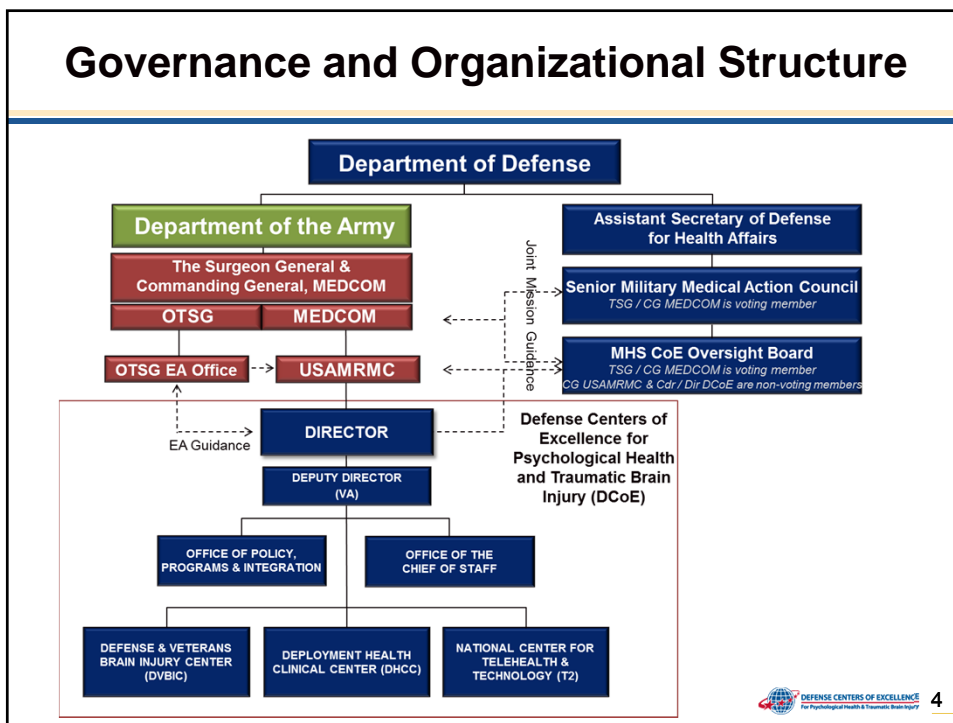 Governance and Organizational Structure
Department of Defense
Department of the Army
Assistant Secretary of Defense
for Health Affairs
The Surgeon General &
Commanding General, MEDCOM
OTSG
MEDCOM
Joint Mission Guidance
Senior Military Medical Action Council
TSG / CG MEDCOM is voting member
OTSG EA Office
USAMRMC
MHS CoE Oversight Board
TSG / CG MEDCOM is voting member
CG USAMRMC & Cdr / Dir DCoE are non-voting members
EA Guidance
DIRECTOR
Defense Centers of
Excellence for
Psychological Health
and Traumatic Brain
Injury (DCoE)
DEPUTY DIRECTOR
(VA)
OFFICE OF POLICY,
PROGRAMS & INTEGRATION
OFFICE OF THE
CHIEF OF STAFF
DEFENSE & VETERANS
BRAIN INJURY CENTER
(DVBIC)
DEPLOYMENT HEALTH
CLINICAL CENTER (DHCC)
NATIONAL CENTER FOR
TELEHEALTH &
TECHNOLOGY (T2)
DEFENSE CENTERS OF EXCELLENCE
For Psychological Health & Traumatic Brain Injury
4